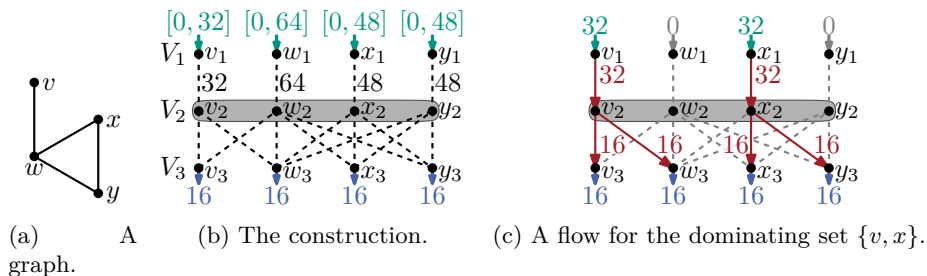 [0, 32] [0, 64] [0, 48] [0, 48]
V1 v1 w1 x1 y1
32 64 48 48
V2 v2 w2 x2 y2
V3 v3 w3 x3 y3
16 16 16 16
v
x
w
y
32 0 32 0
v1 w1 x1 y1
32 32
v2 w2 x2 y2
16 16 16 16
v3 w3 x3 y3
16 16 16 16
(a) A
graph.
(b) The construction.
(c) A flow for the dominating set {v, x}.